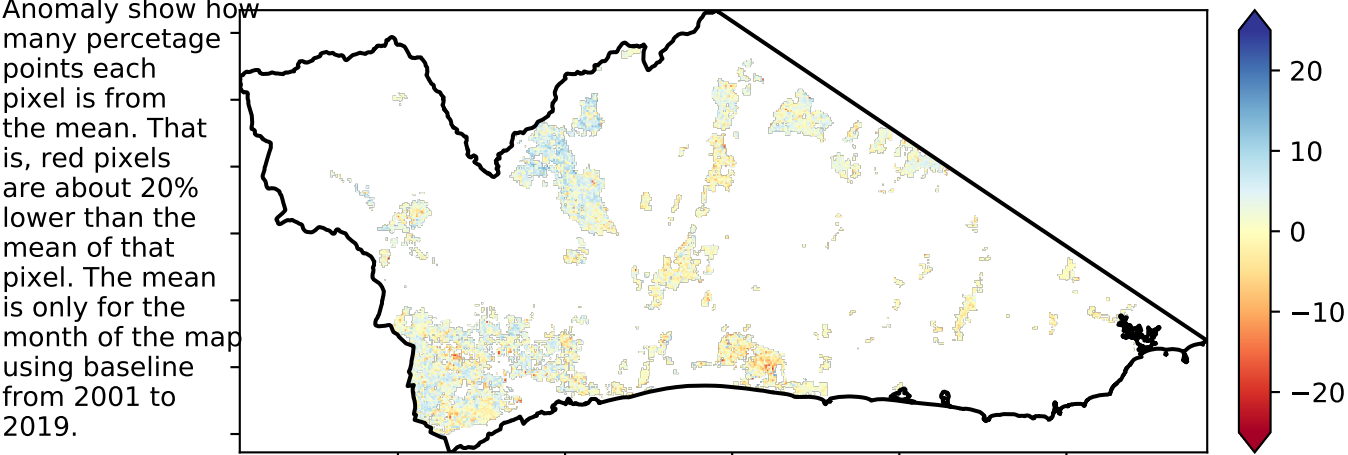 Anomaly show how
many percetage
points each
pixel is from
the mean. That
is, red pixels
are about 20%
lower than the
mean of that
pixel. The mean
is only for the
month of the map
using baseline
from 2001 to
2019.
20
10
0
−10
−20